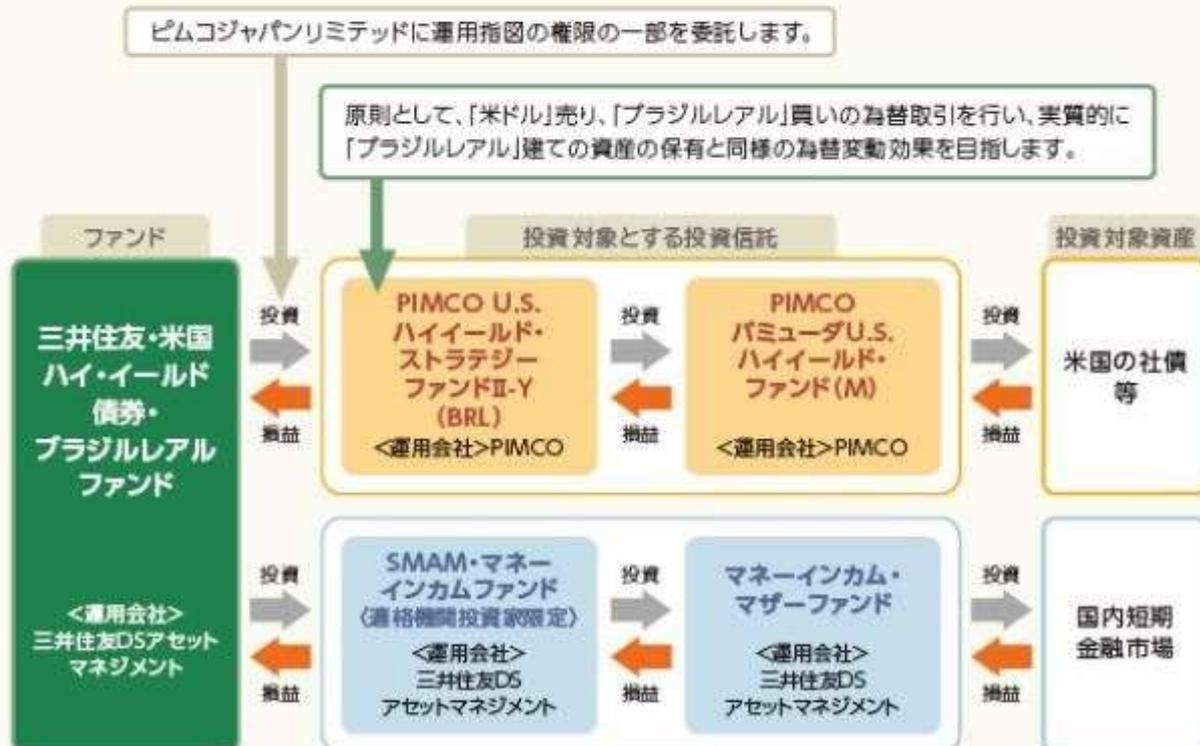 ピムコジャパンリミテッドに運用指図の権限の一部を委託します。
原則として、「米ドル」売り、「ブラジルレアル」買いの為替取引を行い、実質的に
「ブラジルレアル」建ての資産の保有と同様の為替変動効果を目指します。
ファンド
投資対象とする投資信託
投資対象資産
三井住友・米国
ハイ・イールド
債券・
ブラジルレアル
ファンド
<運用会社>
三井住友DSアセット
マネジメント
投資
損益
PIMCO U.S.
ハイイールド・
ストラテジー
ファンドⅡ-Y
(BRL)
<運用会社>PIMCO
投資
損益
PIMCO
バミューダU.S.
ハイイールド・
ファンド(M)
<運用会社>PIMCO
投資
損益
米国の社債
等
投資
損益
SMAM・マネー
インカムファンド
〈適格機関投資家限定〉
<運用会社>
三井住友DS
アセットマネジメント
投資
損益
マネーインカム・
マザーファンド
<運用会社>
三井住友DS
アセットマネジメント
投資
損益
国内短期
金融市場